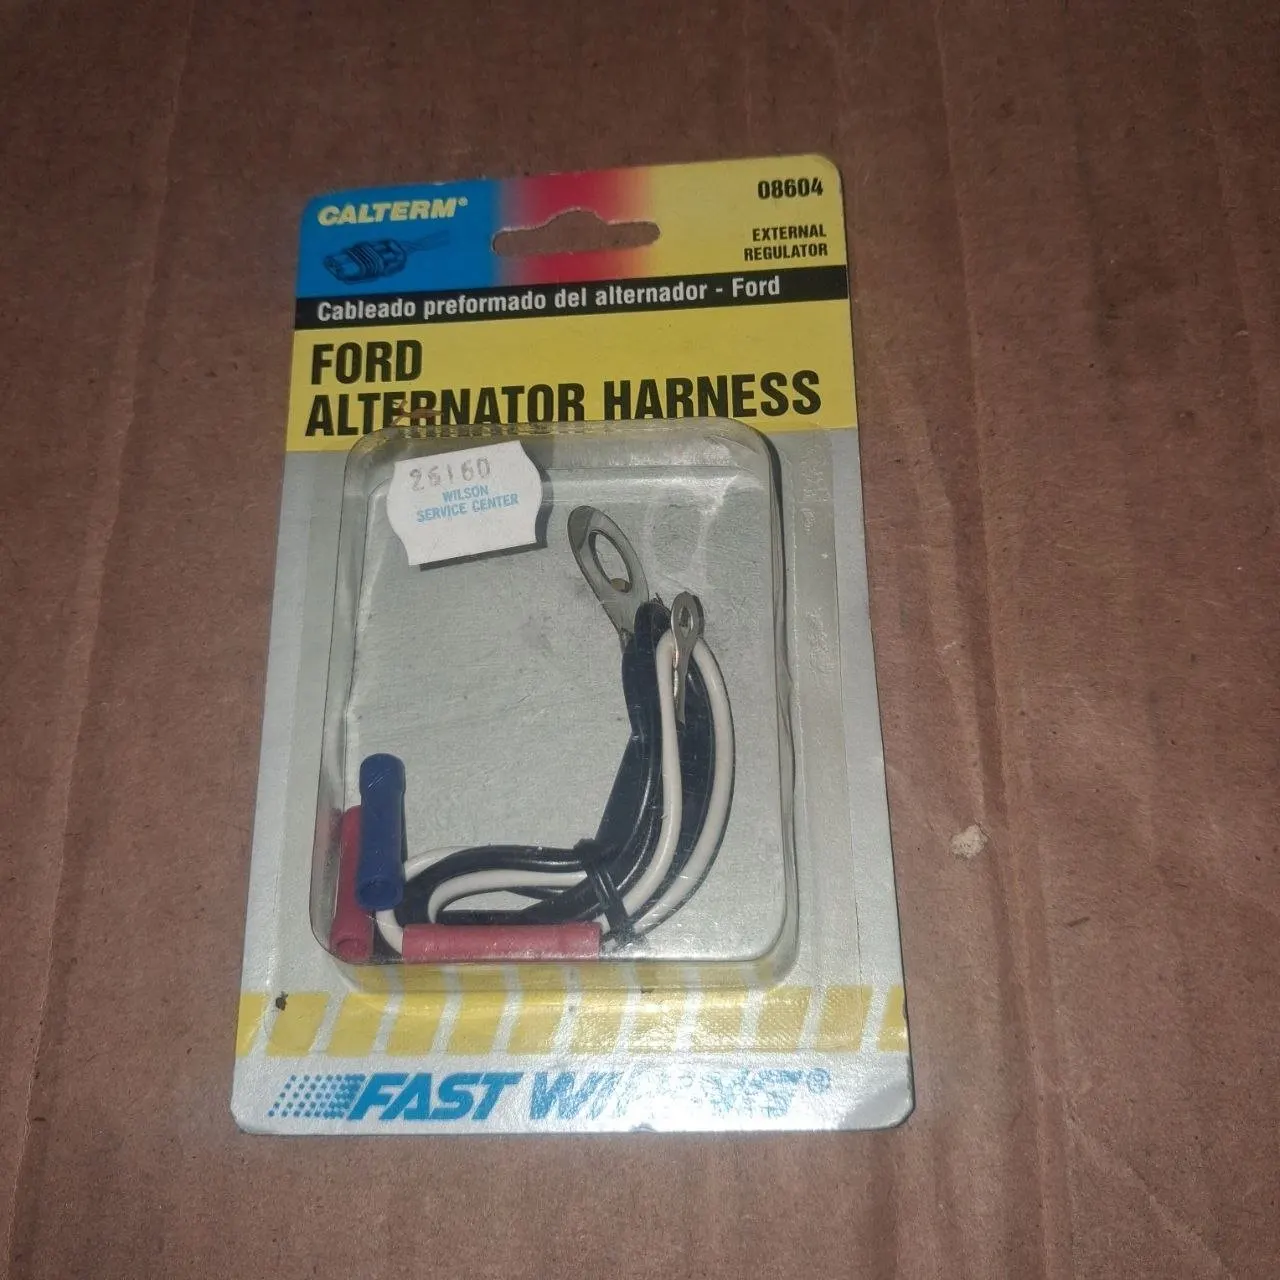 CALTERM®
08604
EXTERNAL
REGULATOR
Cableado preformado del alternador - Ford
FORD
ALTERNATOR HARNESS
26160
WILSON
SERVICE CENTER
FAST